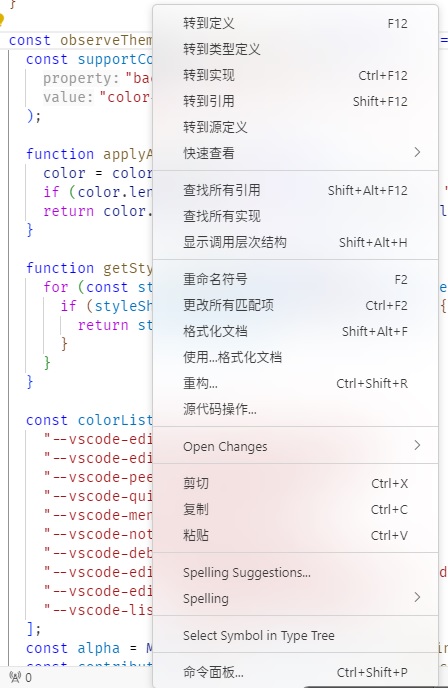 }
const observeThem
const supportCo
property: "bac
value: "color-
);
function applyA
color = color
if (color.len
return color.
}
function getSty
for (const st
if (styleSh
return st
}
}
}
const colorList
"--vscode-edi
"--vscode-edi
"--vscode-pee
"--vscode-qui
"--vscode-men
"--vscode-not
"--vscode-deb
"--vscode-edi
"--vscode-edi
"--vscode-lis
];
const alpha = M
const contribut
0
转到定义 F12
转到类型定义
转到实现 Ctrl+F12
转到引用 Shift+F12
转到源定义
快速查看
查找所有引用 Shift+Alt+F12
查找所有实现
显示调用层次结构 Shift+Alt+H
重命名符号 F2
更改所有匹配项 Ctrl+F2
格式化文档 Shift+Alt+F
使用...格式化文档
重构... Ctrl+Shift+R
源代码操作...
Open Changes
剪切 Ctrl+X
复制 Ctrl+C
粘贴 Ctrl+V
Spelling Suggestions...
Spelling
Select Symbol in Type Tree
命令面板... Ctrl+Shift+P